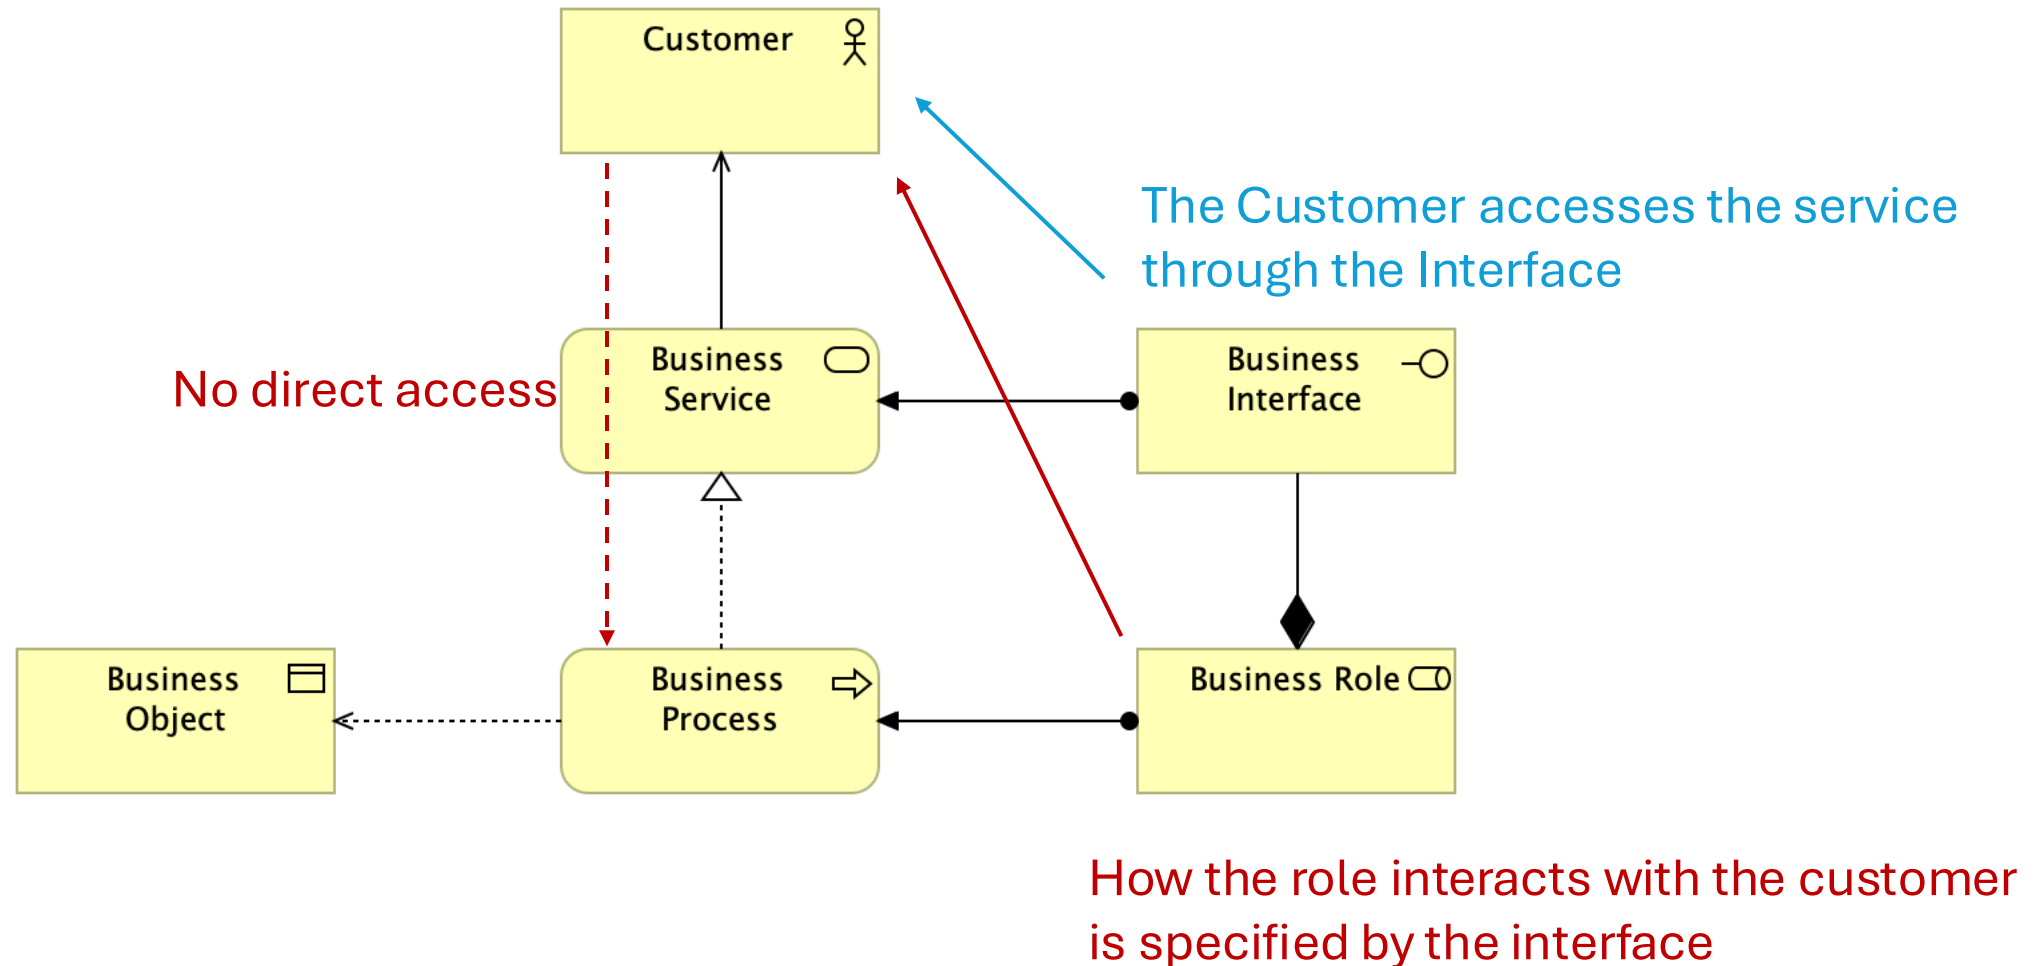 Customer
The Customer accesses the service
through the Interface
Business
Service
Business
Interface
No direct access
Business
Object
Business
Process
Business Role
How the role interacts with the customer
is specified by the interface